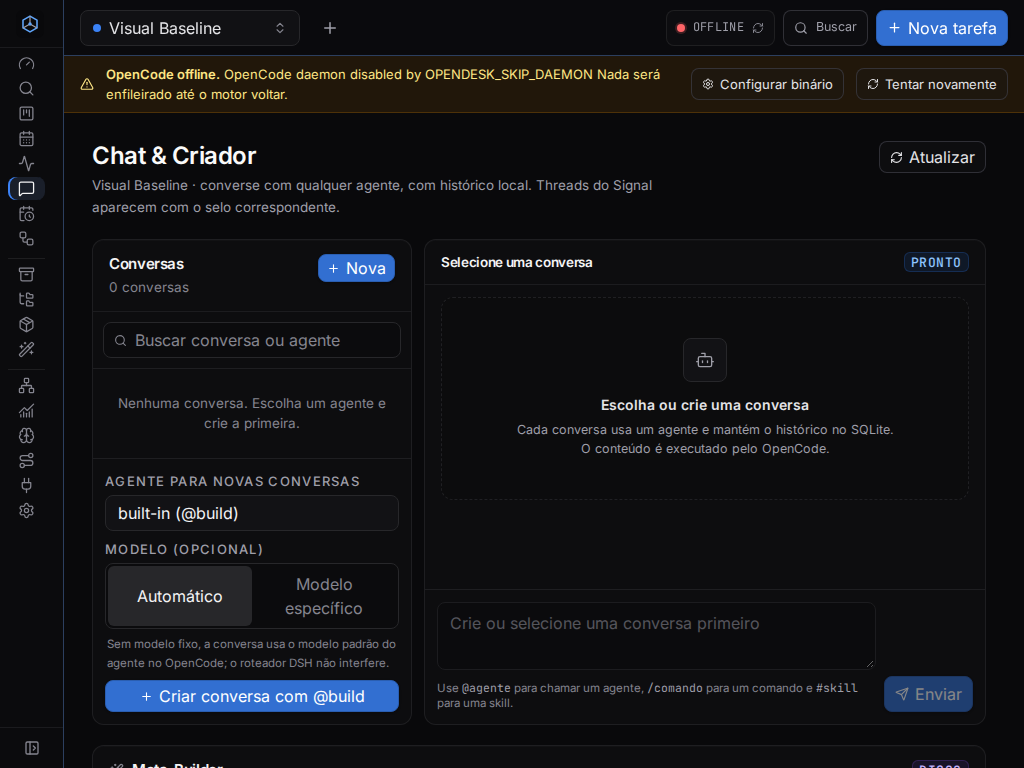 Visual Baseline
OFFLINE
Buscar
Nova tarefa
OpenCode offline. OpenCode daemon disabled by OPENDESK_SKIP_DAEMON Nada será
enfileirado até o motor voltar.
Configurar binário
Tentar novamente
Chat & Criador
Visual Baseline · converse com qualquer agente, com histórico local. Threads do Signal
aparecem com o selo correspondente.
Atualizar
Conversas
0 conversas
Nova
Buscar conversa ou agente
Nenhuma conversa. Escolha um agente e
crie a primeira.
AGENTE PARA NOVAS CONVERSAS
built-in (@build)
MODELO (OPCIONAL)
Automático
Modelo
específico
Sem modelo fixo, a conversa usa o modelo padrão do
agente no OpenCode; o roteador DSH não interfere.
Criar conversa com @build
Selecione uma conversa
PRONTO
Escolha ou crie uma conversa
Cada conversa usa um agente e mantém o histórico no SQLite.
O conteúdo é executado pelo OpenCode.
Crie ou selecione uma conversa primeiro
Use @agente para chamar um agente, /comando para um comando e #skill
para uma skill.
Enviar